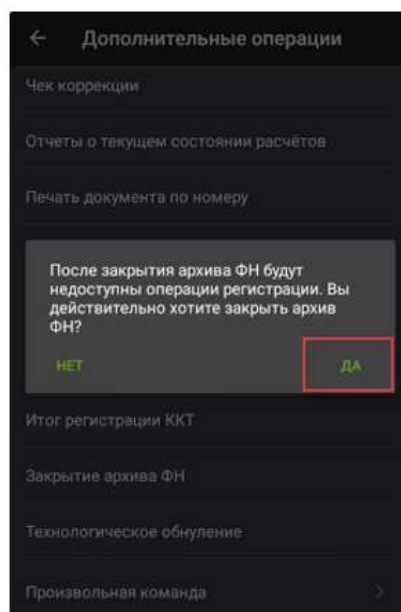 Дополнительные операции
Чек коррекции
Отчеты о текущем состоянии расчётов
Печать документа по номеру
После закрытия архива ФН будут
недоступны операции регистрации. Вы
действительно хотите закрыть архив
ФН?
НЕТ ДА
Итог регистрации ККТ
Закрытие архива ФН
Технологическое обнуление
Произвольная команда